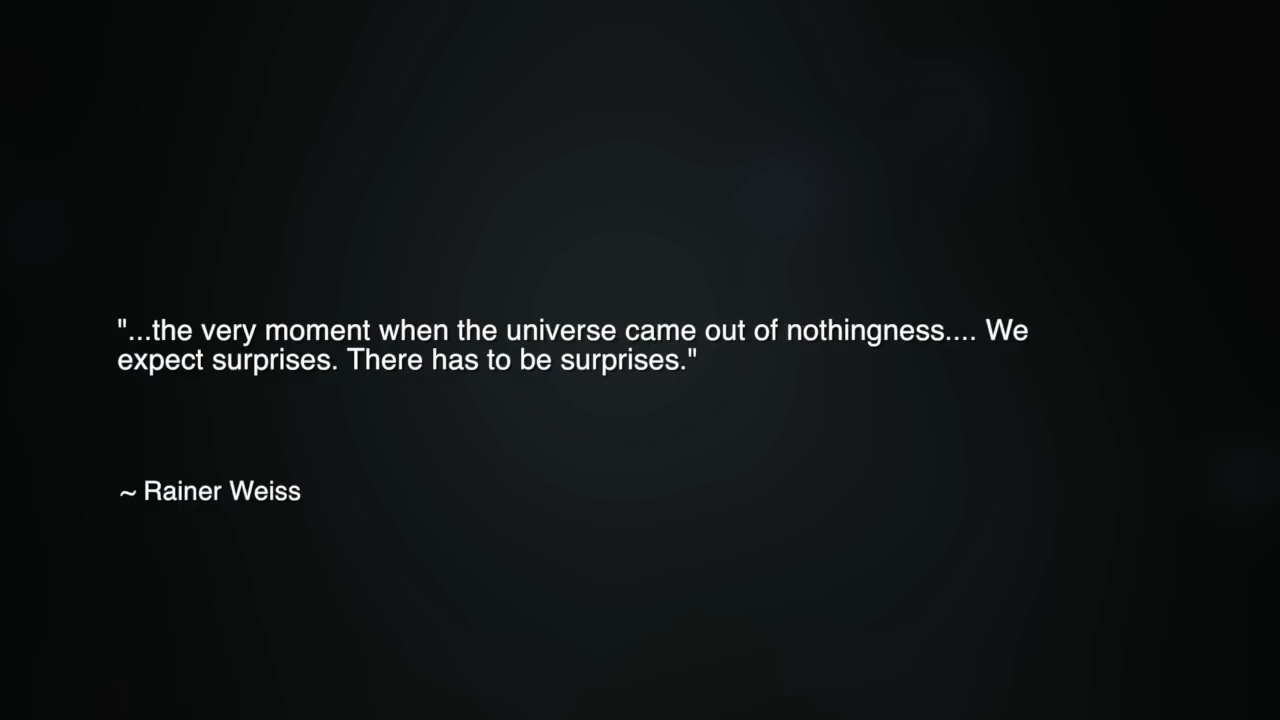 "...the very moment when the universe came out of nothingness.... We
expect surprises. There has to be surprises."
~ Rainer Weiss